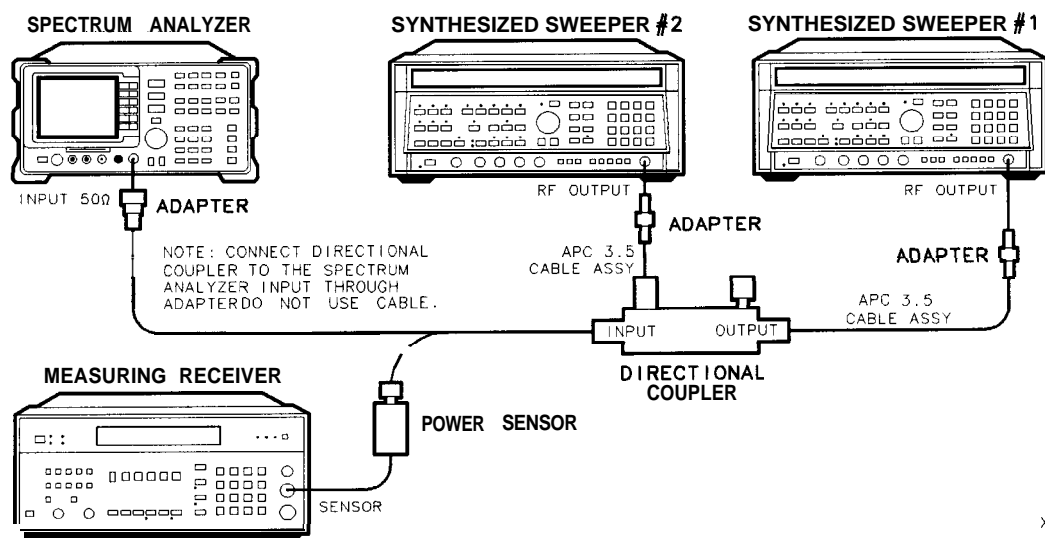 SPECTRUM ANALYZER
SYNTHESIZED SWEEPER #2
SYNTHESIZED SWEEPER #1
INPUT 50Ω
ADAPTER
RF OUTPUT
RF OUTPUT
ADAPTER
ADAPTER
NOTE: CONNECT DIRECTIONAL
COUPLER TO THE SPECTRUM
ANALYZER INPUT THROUGH
ADAPTERDO NOT USE CABLE.
APC 3.5
CABLE ASSY
APC 3.5
CABLE ASSY
INPUT
OUTPUT
DIRECTIONAL
COUPLER
MEASURING RECEIVER
POWER SENSOR
SENSOR
X